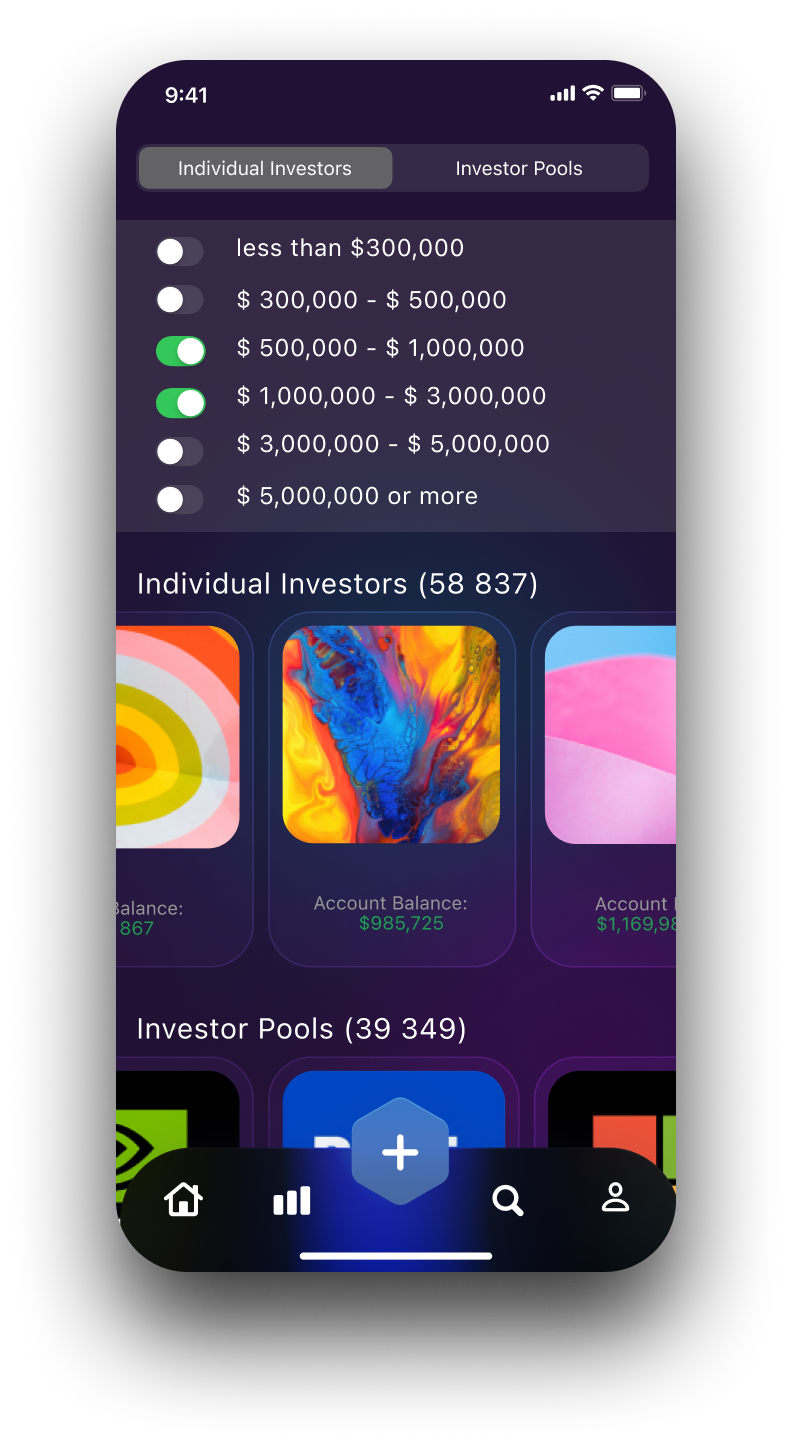 9:41
Individual Investors
Investor Pools
less than $300,000
$ 300,000 - $ 500,000
$ 500,000 - $ 1,000,000
$ 1,000,000 - $ 3,000,000
$ 3,000,000 - $ 5,000,000
$ 5,000,000 or more
Individual Investors (58 837)
Balance:
867
Account Balance:
$985,725
Account
$1,169,98
Investor Pools (39 349)